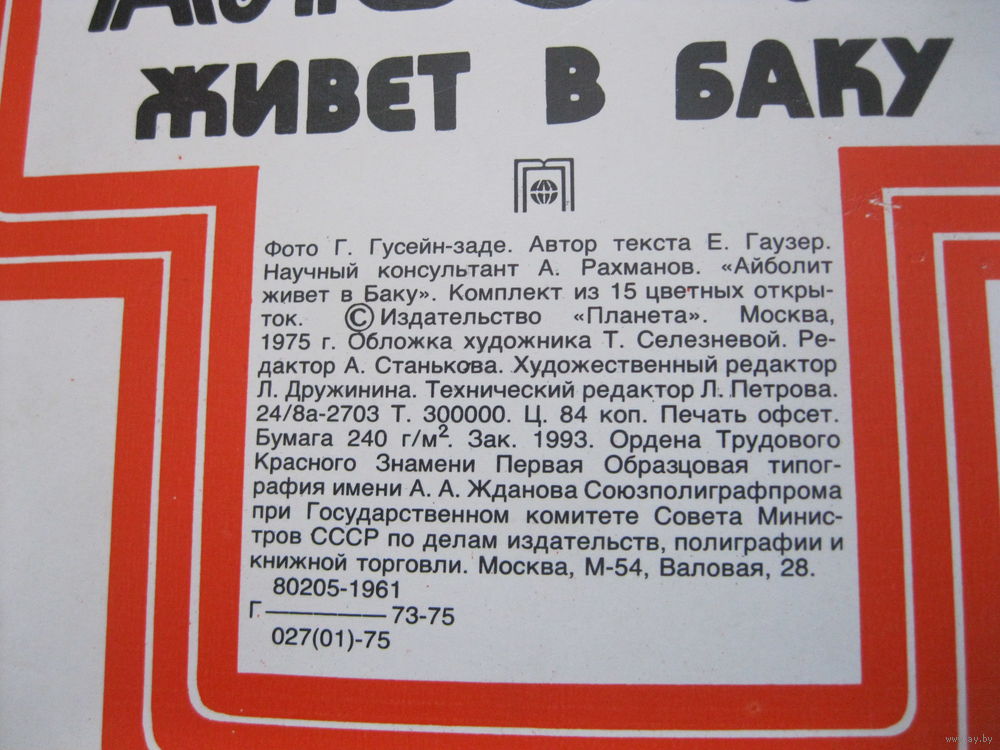 ЖИВЕТ В БАКУ
Фото Г. Гусейн-заде. Автор текста Е. Гаузер.
Научный консультант А. Рахманов. «Айболит
живет в Баку». Комплект из 15 цветных откры-
ток. © Издательство «Планета». Москва,
1975 г. Обложка художника Т. Селезневой. Ре-
дактор А. Станькова. Художественный редактор
Л. Дружинина. Технический редактор Л. Петрова.
24/8а-2703 Т. 300000. Ц. 84 коп. Печать офсет.
Бумага 240 г/м². Зак. 1993. Ордена Трудового
Красного Знамени Первая Образцовая типог-
рафия имени А. А. Жданова Союзполиграфпрома
при Государственном комитете Совета Минис-
тров СССР по делам издательств, полиграфии и
книжной торговли. Москва, М-54, Валовая, 28.
80205-1961
Г ———— 73-75
027(01)-75